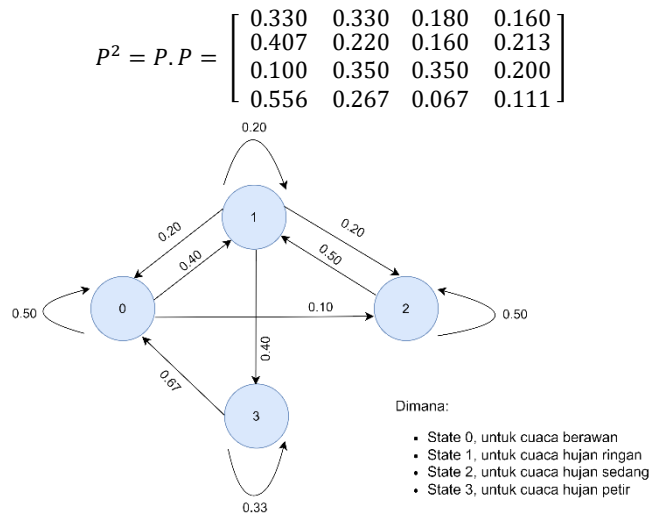 0.330 0.330 0.180 0.160
0.407 0.220 0.160 0.213
P² = P.P =
0.100 0.350 0.350 0.200
0.556 0.267 0.067 0.111
0.20
1
0.20
0.20
0.40
0.50
0.50
0
0.10
2
0.50
0.40
0.67
3
0.33
Dimana:
• State 0, untuk cuaca berawan
• State 1, untuk cuaca hujan ringan
• State 2, untuk cuaca hujan sedang
• State 3, untuk cuaca hujan petir